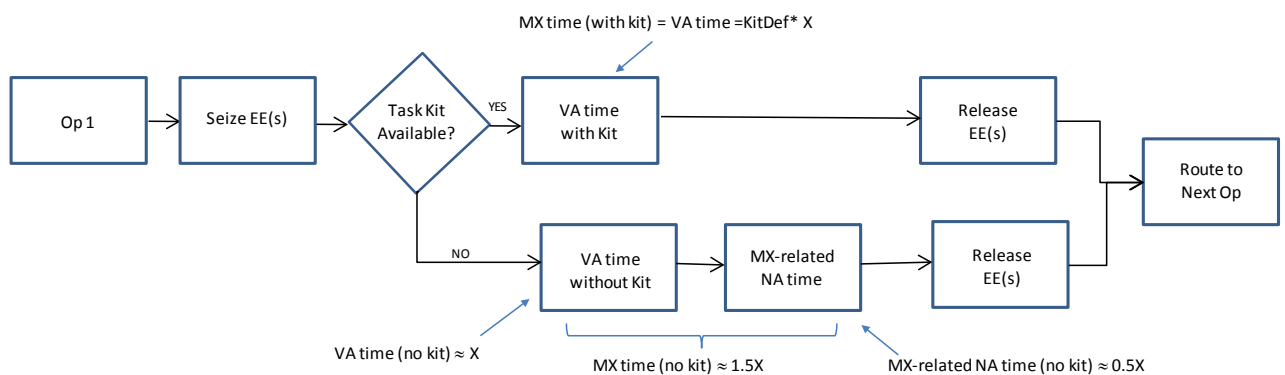 MX time (with kit) = VA time =KitDef* X
Op 1
Seize EE(s)
Task Kit
Available?
YES
VA time
with Kit
Release
EE(s)
Route to
Next Op
NO
VA time
without Kit
MX-related
NA time
Release
EE(s)
VA time (no kit) ≈ X
MX time (no kit) ≈ 1.5X
MX-related NA time (no kit) ≈ 0.5X